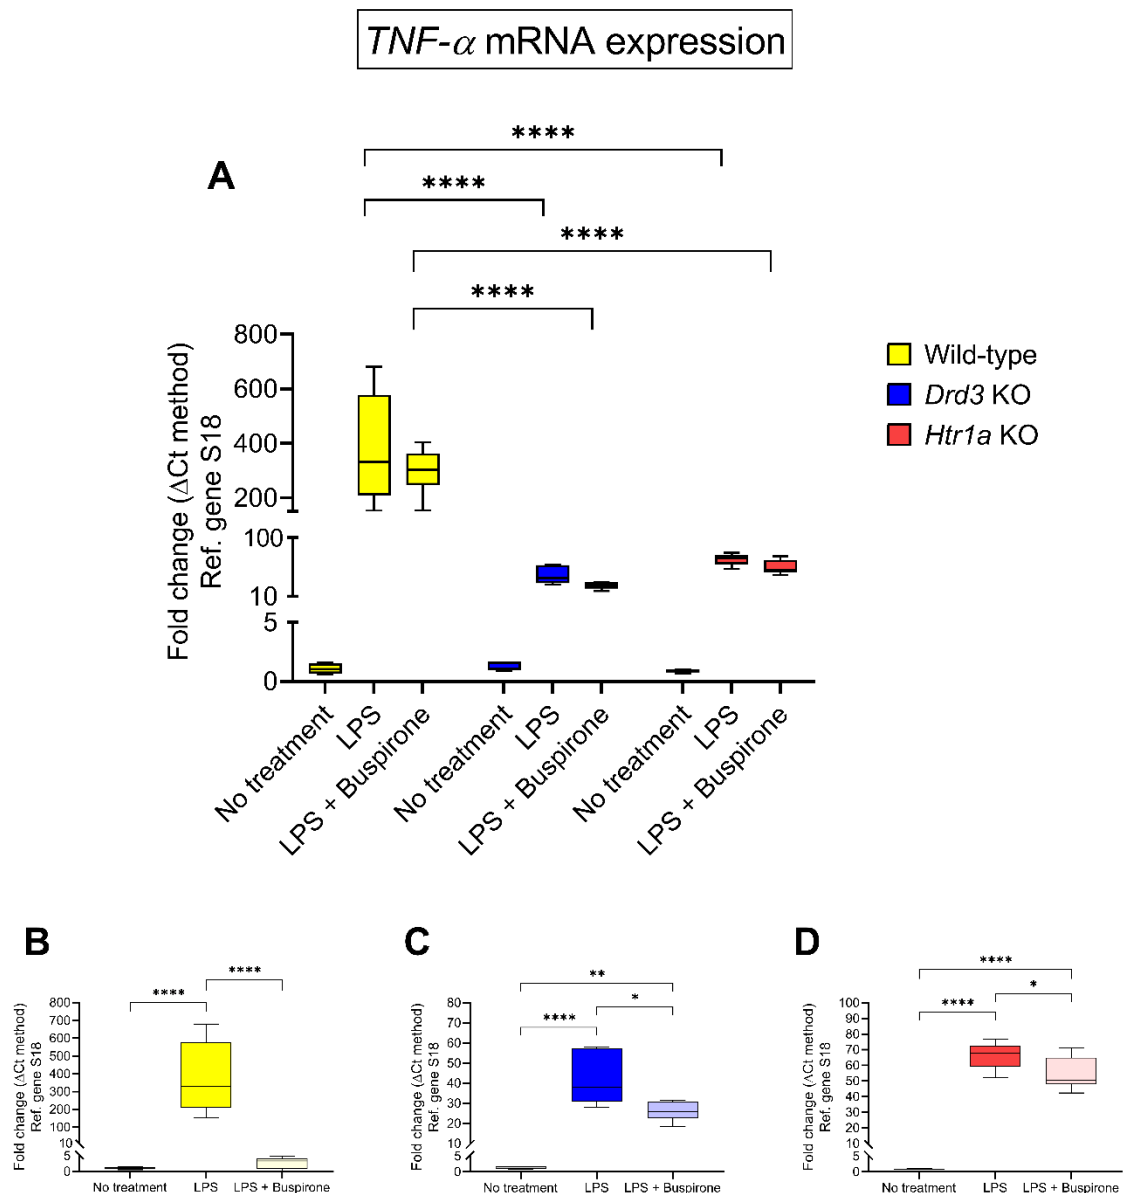 TNF-α mRNA expression
A
****
****
****
****
Fold change (ΔCt method)
Ref. gene S18
800
600
400
200
100
10
5
0
No treatment
LPS
LPS + Buspirone
No treatment
LPS
LPS + Buspirone
No treatment
LPS
LPS + Buspirone
Wild-type
Drd3 KO
Htr1a KO
B
Fold change (ΔCt method)
Ref. gene S18
800
700
600
500
400
300
200
100
10
5
0
****
****
No treatment
LPS
LPS + Buspirone
C
Fold change (ΔCt method)
Ref. gene S18
80
70
60
50
40
30
20
10
5
0
**
*
****
No treatment
LPS
LPS + Buspirone
D
Fold change (ΔCt method)
Ref. gene S18
100
90
80
70
60
50
40
30
20
10
5
0
****
*
****
No treatment
LPS
LPS + Buspirone